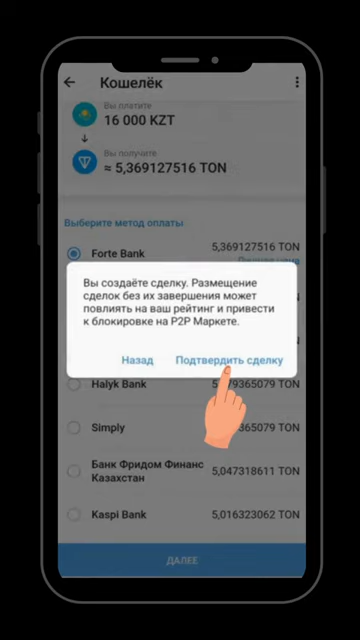 Кошелёк
Вы платите
16 000 KZT
Вы получите
≈ 5,369127516 TON
Выберите метод оплаты
Forte Bank
5,369127516 TON
Лучшая цена
Вы создаёте сделку. Размещение
сделок без их завершения может
повлиять на ваш рейтинг и привести
к блокировке на P2P Маркете.
Назад
Подтвердить сделку
Halyk Bank
TON
Simply
TON
Банк Фридом Финанс
Казахстан
5,047318611 TON
Kaspi Bank
5,016323062 TON
ДАЛЕЕ